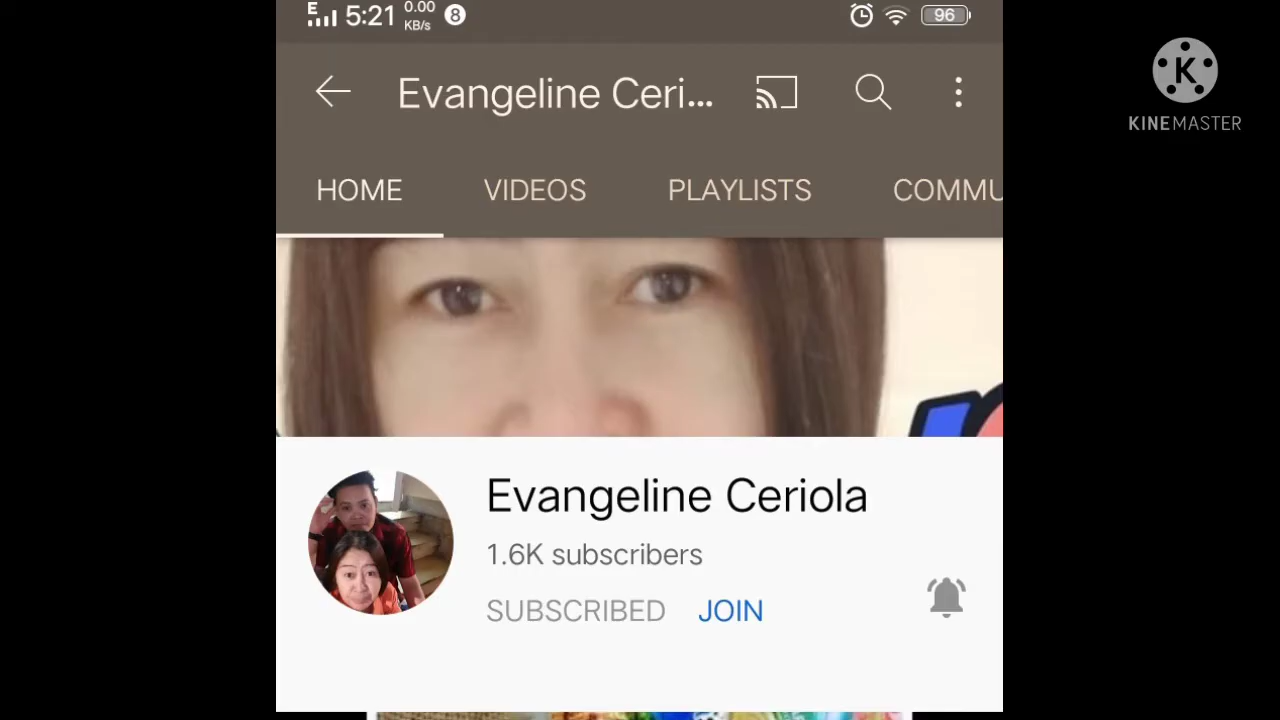 E 5:21 0.00 KB/s 8 96
Evangeline Ceri...
HOME VIDEOS PLAYLISTS COMMU
Evangeline Ceriola
1.6K subscribers
SUBSCRIBED JOIN
K
KINEMASTER